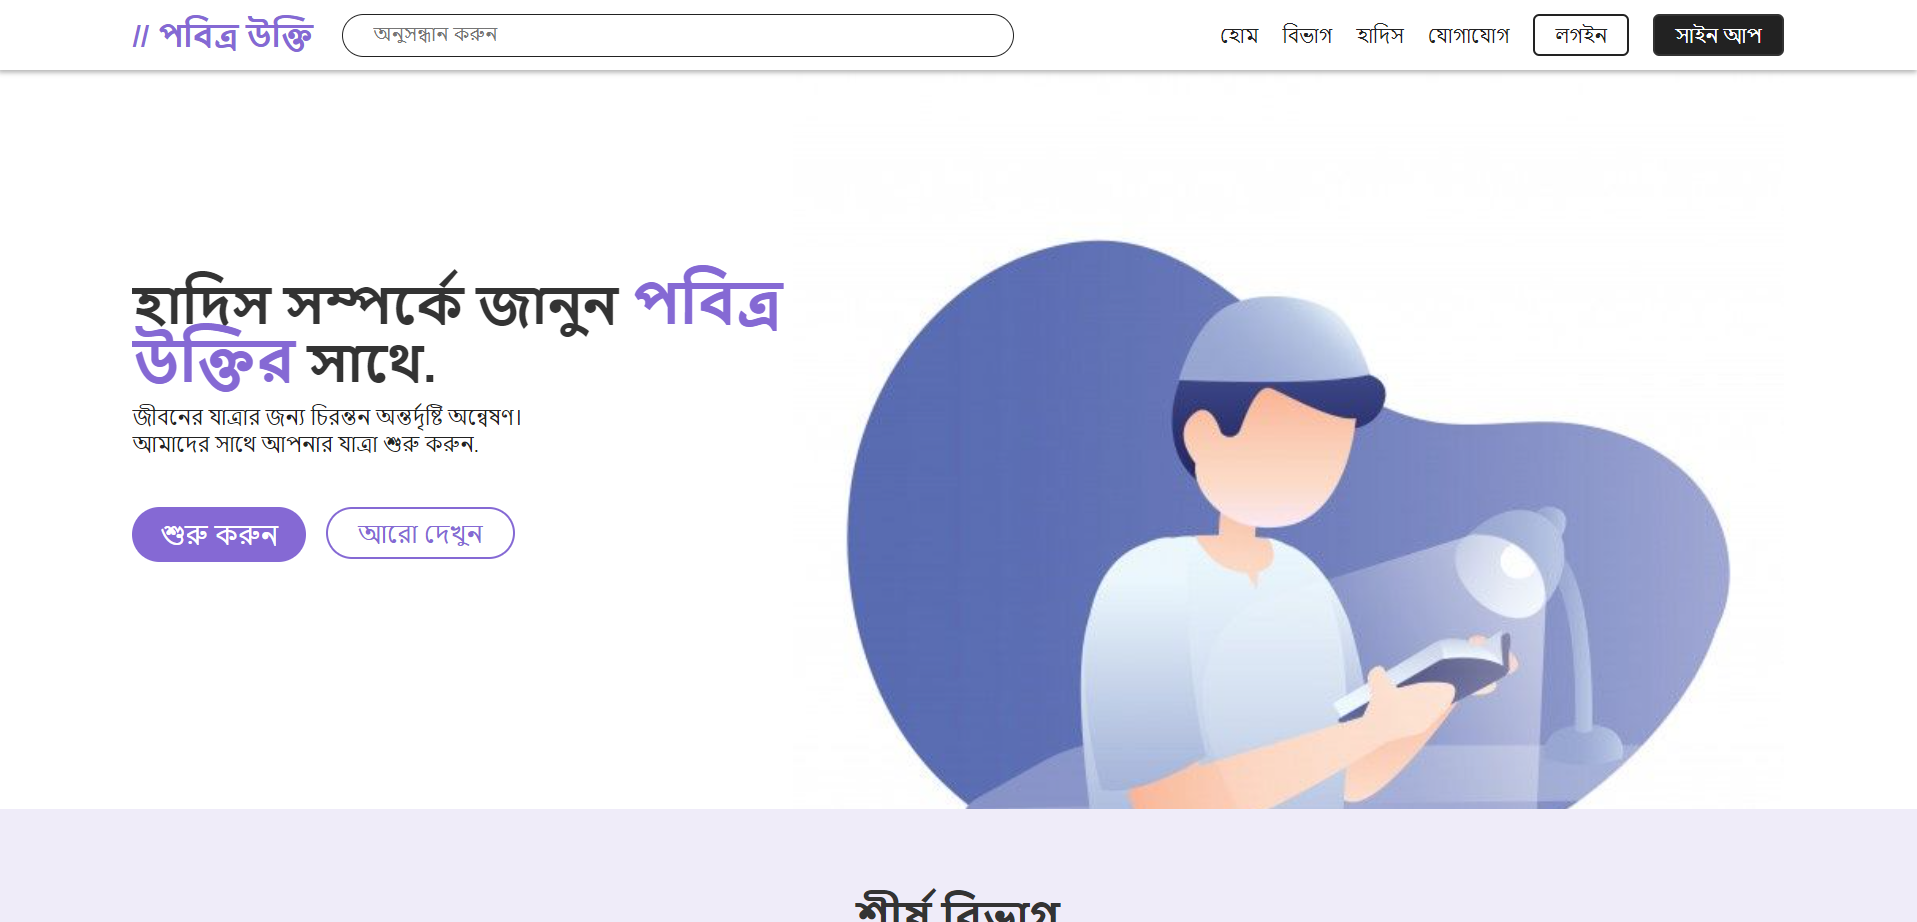 // পবিত্র উক্তি
অনুসন্ধান করুন
হোম বিভাগ হাদিস যোগাযোগ লগইন সাইন আপ
হাদিস সম্পর্কে জানুন পবিত্র
উক্তির সাথে.
জীবনের যাত্রার জন্য চিরন্তন অন্তর্দৃষ্টি অন্বেষণ।
আমাদের সাথে আপনার যাত্রা শুরু করুন.
শুরু করুন আরো দেখুন
শীর্ষ বিভাগ